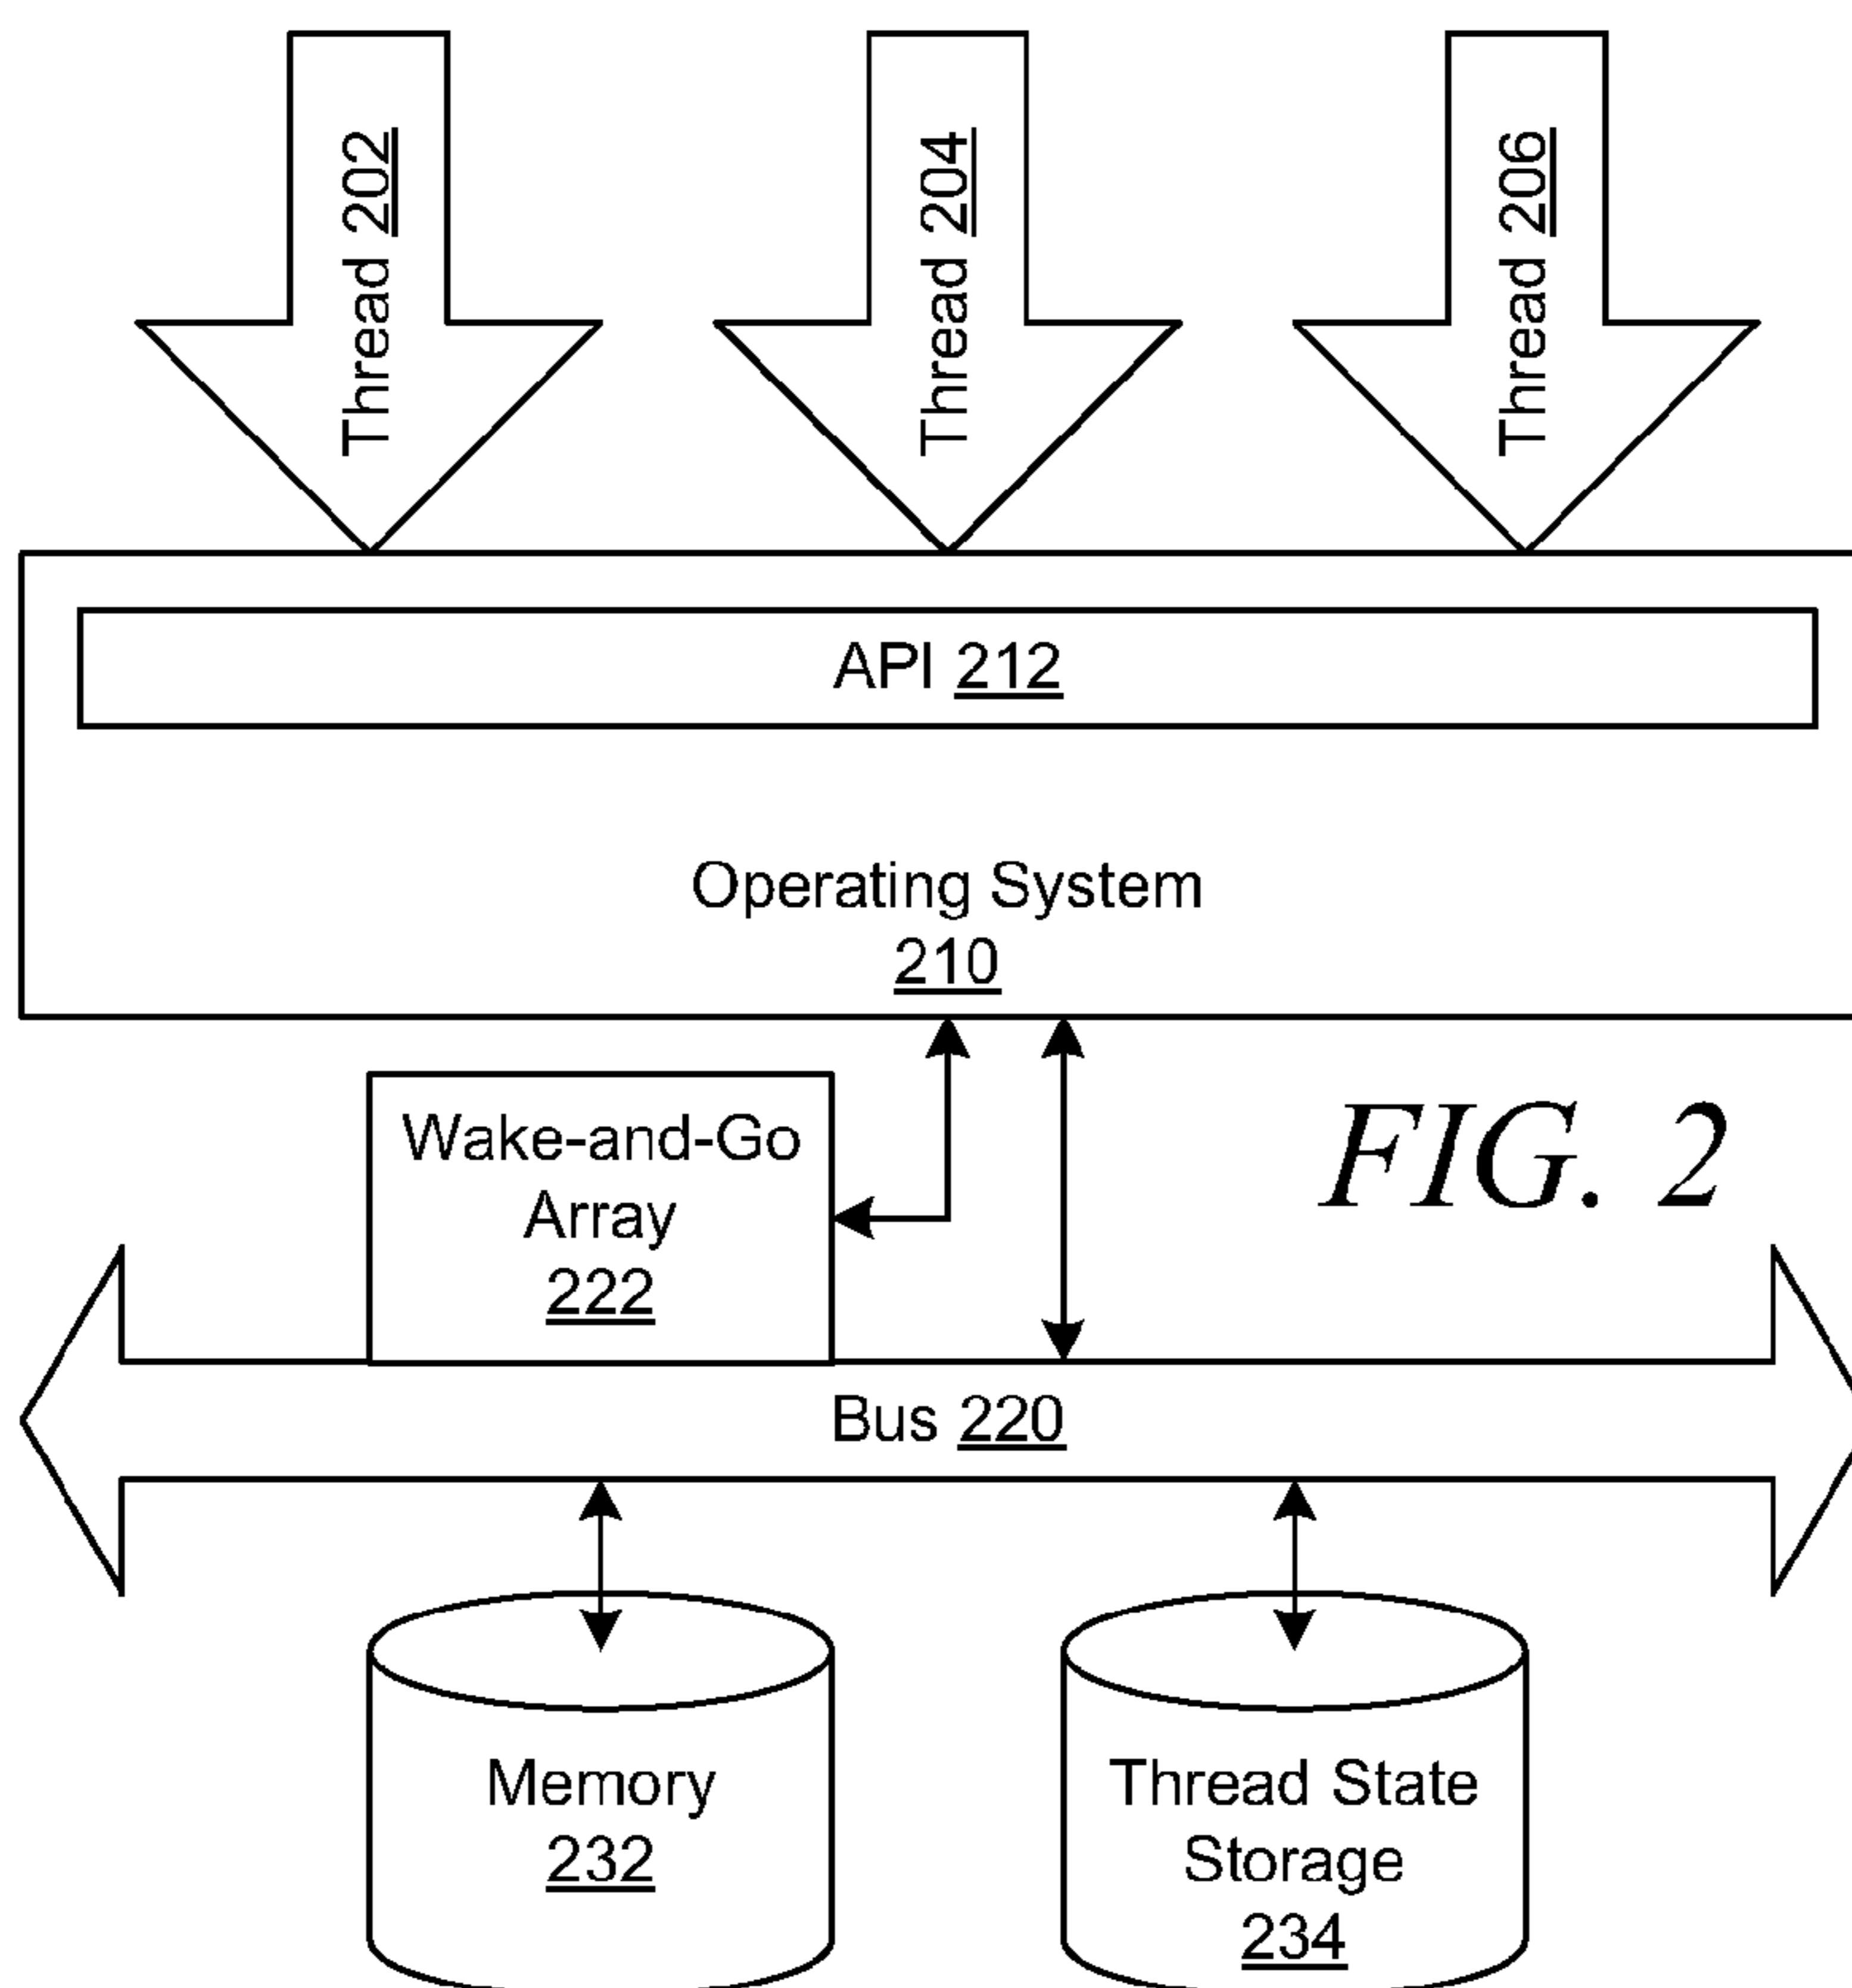 Thread 202
Thread 204
Thread 206
API 212
Operating System
210
Wake-and-Go
Array
222
FIG. 2
Bus 220
Memory
232
Thread State
Storage
234